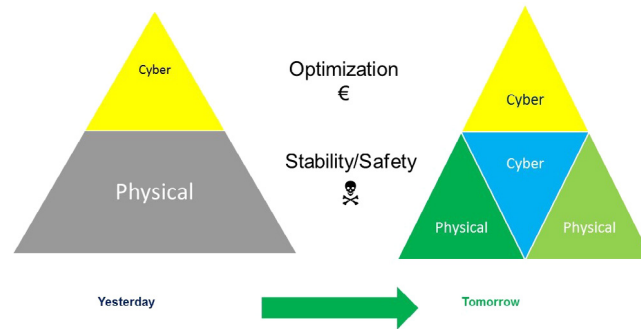 Cyber
Physical
Optimization
€
Stability/Safety
Cyber
Cyber
Physical
Physical
Yesterday
Tomorrow